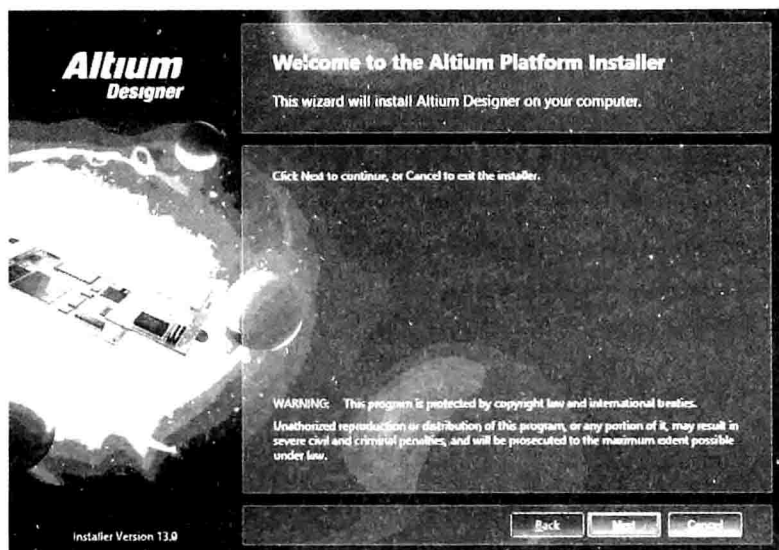 Altium
Designer
Welcome to the Altium Platform Installer
This wizard will install Altium Designer on your computer.
Click Next to continue, or Cancel to exit the installer.
WARNING: This program is protected by copyright law and international treaties.
Unathorized reproduction or distribution of this program, or any portion of it, may result in
severe civil and criminal penalties, and will be prosecuted to the maximum extent possible
under law.
Installer Version 13.0
Back
Next
Cancel